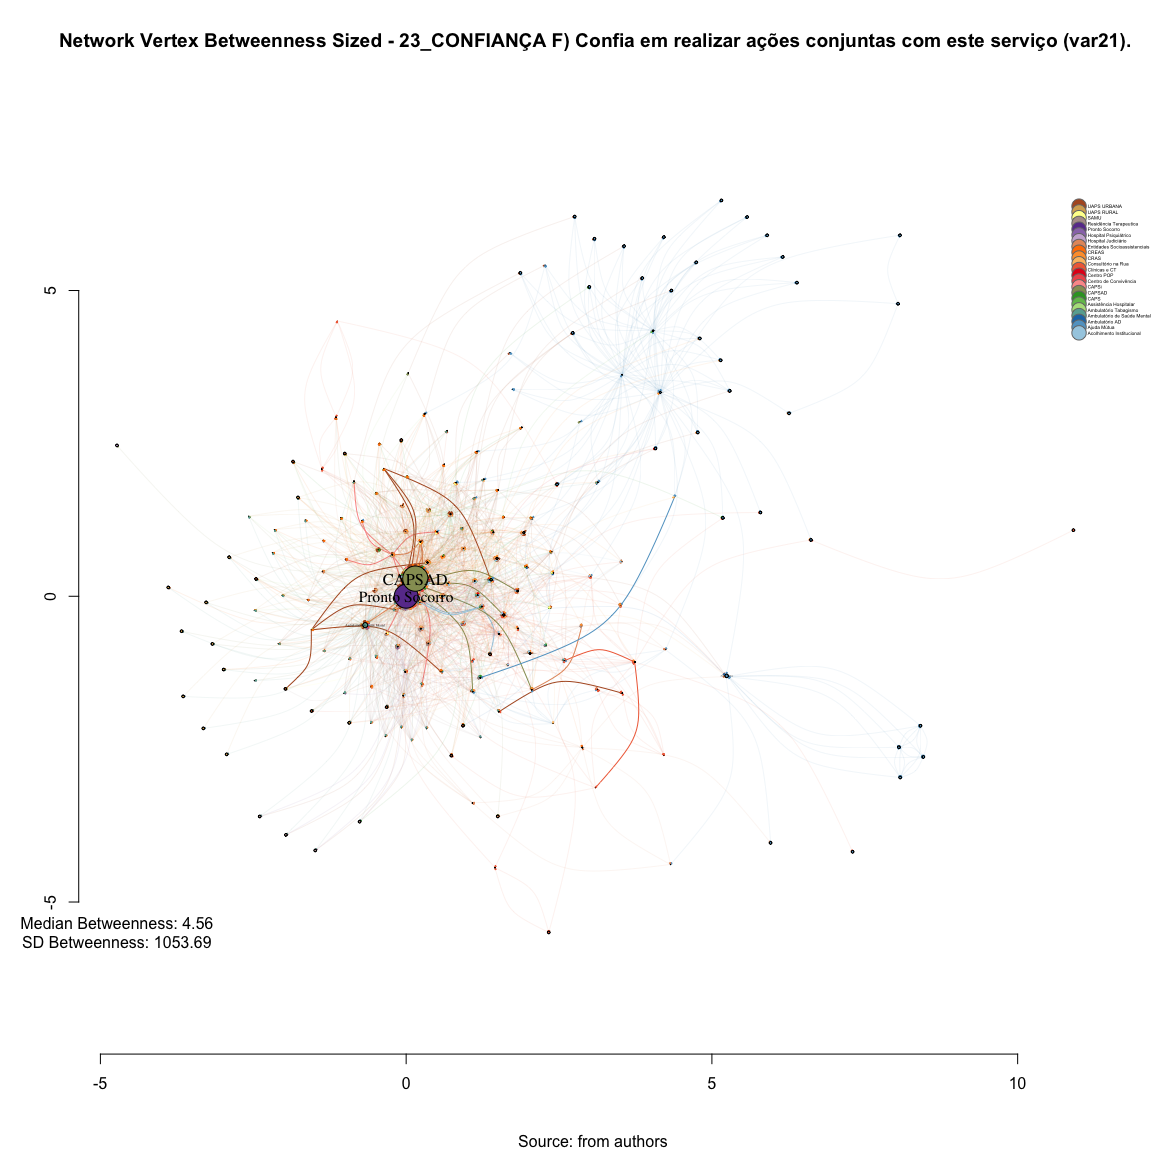 Network Vertex Betweenness Sized - 23_CONFIANÇA F) Confia em realizar ações conjuntas com este serviço (var21).
UAPS URBANA
UAPS RURAL
SAMU
Residência Terapeutica
Pronto Socorro
Hospital Psiquiátrico
Hospital Judiciário
Entidades Socioassistenciais
CREAS
CRAS
Consultório na Rua
Clínicas e CT
Centro POP
Centro de Convivência
CAPSi
CAPSAD
CAPS
Assistência Hospitalar
Ambulatório Tabagismo
Ambulatório de Saúde Mental
Ambulatório AD
Ajuda Mútua
Acolhimento Institucional
5
0
-5
CAPSAD
Pronto Socorro
Median Betweenness: 4.56
SD Betweenness: 1053.69
-5
0
5
10
Source: from authors